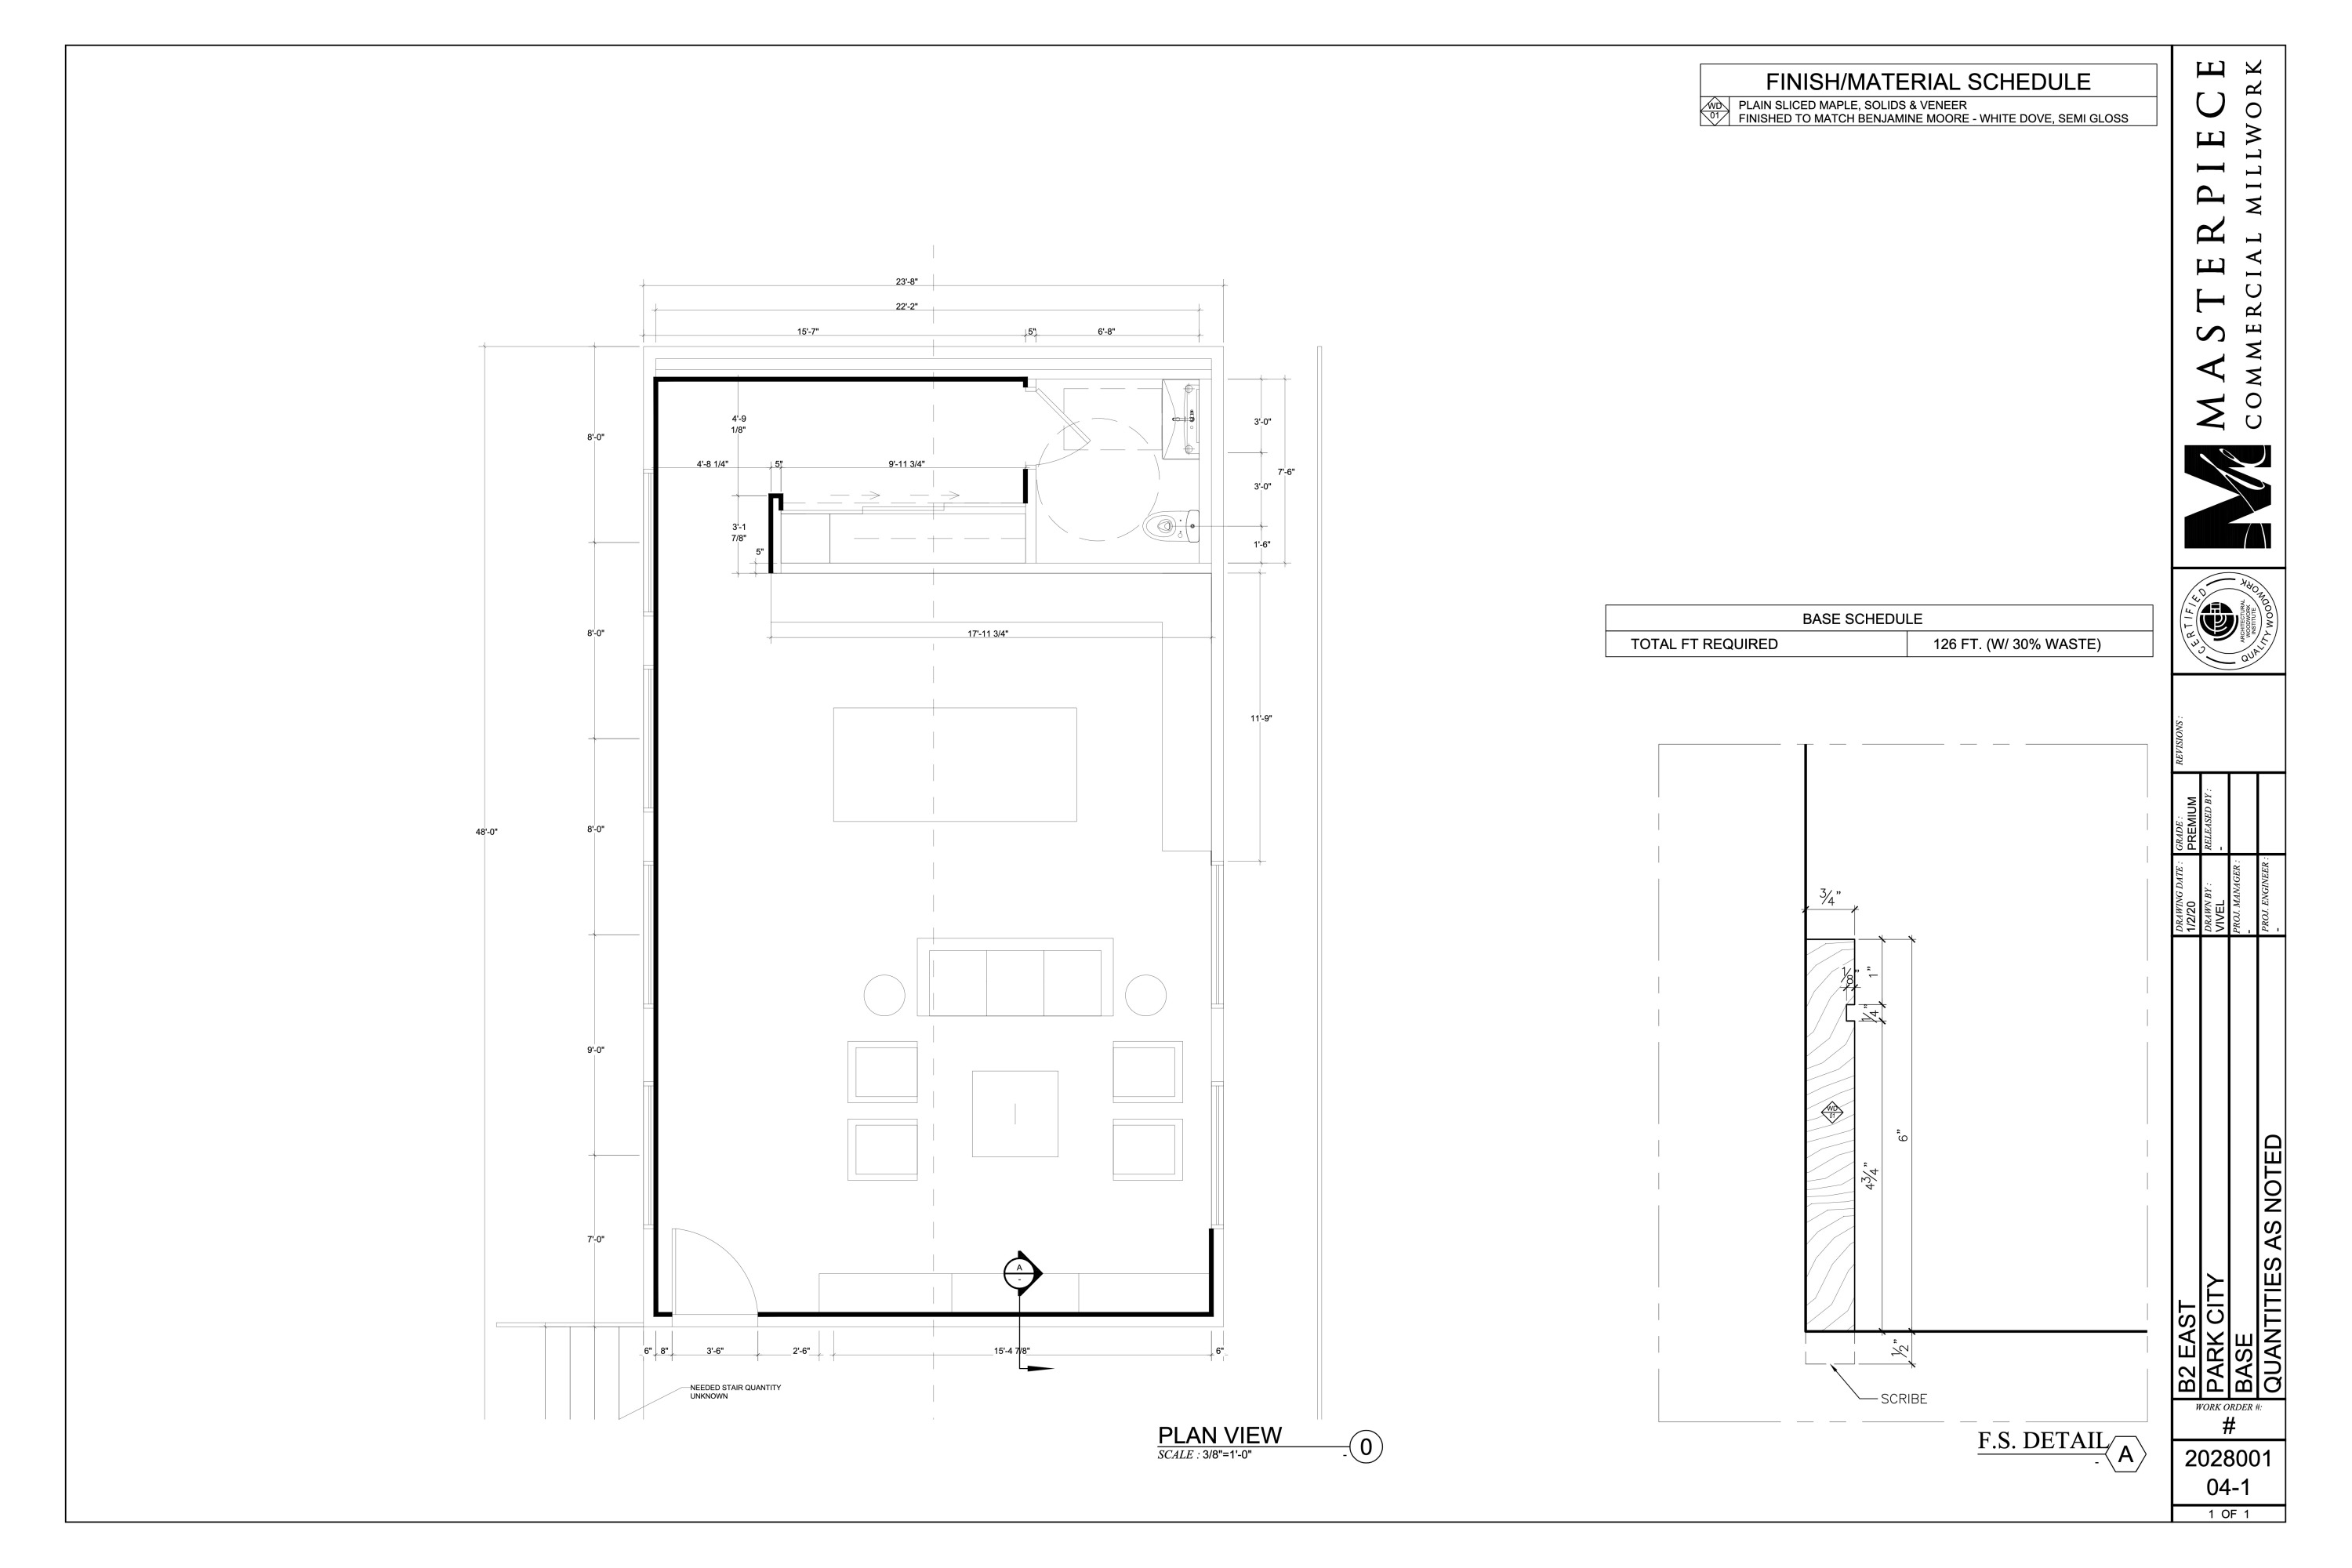 FINISH/MATERIAL SCHEDULE
WD
01
PLAIN SLICED MAPLE, SOLIDS & VENEER
FINISHED TO MATCH BENJAMINE MOORE - WHITE DOVE, SEMI GLOSS
23'-8"
22'-2"
15'-7"
5"
6'-8"
4'-9
1/8"
8'-0"
3'-0"
4'-8 1/4"
5"
9'-11 3/4"
7'-6"
3'-0"
3'-1
7/8"
5"
1'-6"
8'-0"
17'-11 3/4"
11'-9"
48'-0"
8'-0"
9'-0"
7'-0"
A
-
6"
8"
3'-6"
2'-6"
15'-4 7/8"
6"
NEEDED STAIR QUANTITY
UNKNOWN
PLAN VIEW
SCALE : 3/8"=1'-0"
-
0
BASE SCHEDULE
TOTAL FT REQUIRED
126 FT. (W/ 30% WASTE)
3/4"
1/8"
1"
1/4"
WD
01
6"
4 3/4"
1/2"
SCRIBE
F.S. DETAIL
-
A
MASTERPIECE
COMMERCIAL MILLWORK
CERTIFIED
QUALITY WOODWORK
ARCHITECTURAL
WOODWORK
INSTITUTE
REVISIONS :
GRADE :
PREMIUM
RELEASED BY :
-
DRAWING DATE :
1/2/20
DRAWN BY :
VIVEL
PROJ. MANAGER :
-
PROJ. ENGINEER :
-
B2 EAST
PARK CITY
BASE
QUANTITIES AS NOTED
WORK ORDER #:
#
2028001
04-1
1 OF 1